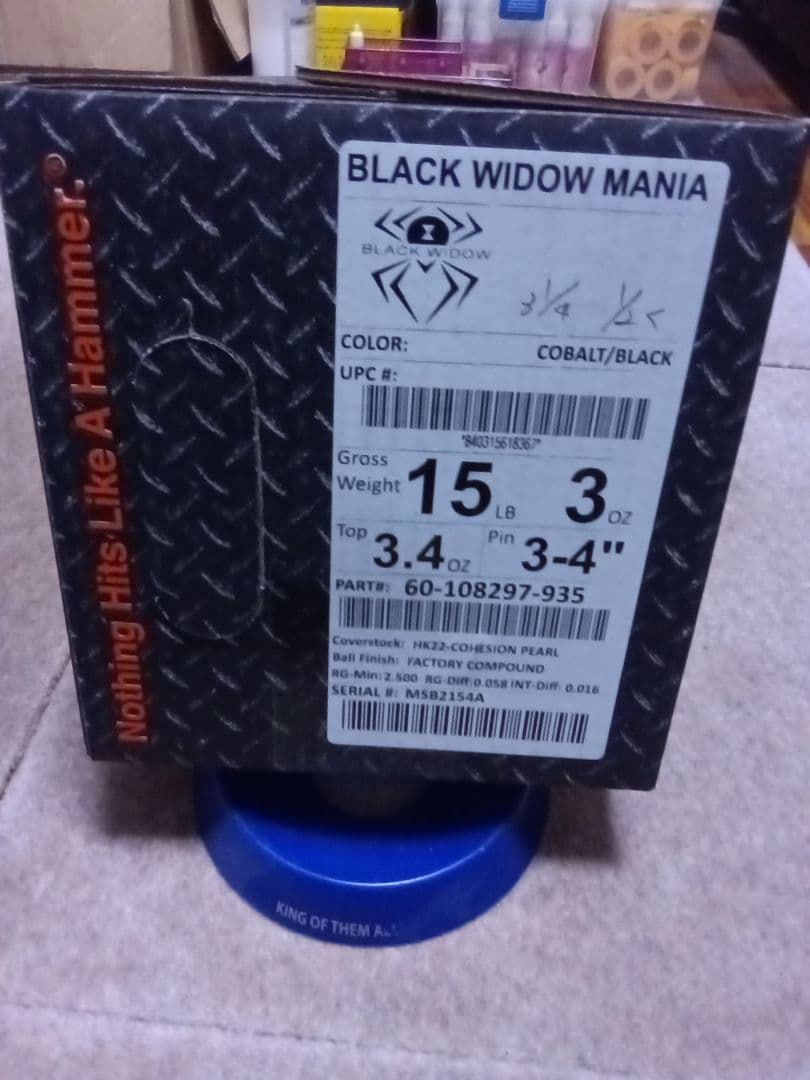 Nothing Hits Like A Hammer.®
BLACK WIDOW MANIA
BLACK WIDOW
3 1/4 1/2 <
COLOR: COBALT/BLACK
UPC #:
*840315618367*
Gross Weight 15 LB 3 OZ
Top 3.4 OZ Pin 3-4"
PART#: 60-108297-935
Coverstock: HK22-COHESION PEARL
Ball Finish: FACTORY COMPOUND
RG-Min: 2.500 RG-Diff: 0.058 INT-Diff: 0.016
SERIAL #: MSB2154A
KING OF THEM ALL